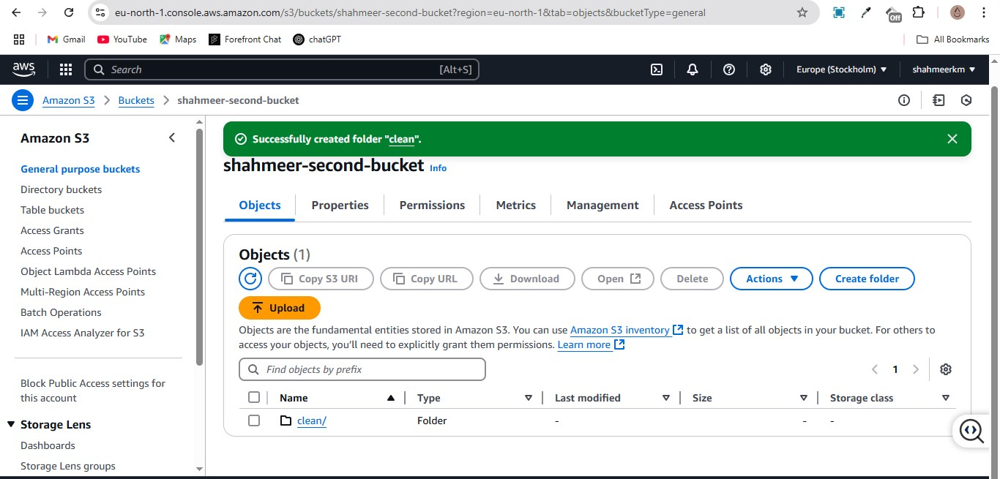 eu-north-1.console.aws.amazon.com/s3/buckets/shahmeer-second-bucket?region=eu-north-1&tab=objects&bucketType=general
Off
Gmail YouTube Maps Forefront Chat chatGPT All Bookmarks
aws Search [Alt+S] Europe (Stockholm) shahmeerkm
Amazon S3 Buckets shahmeer-second-bucket
Amazon S3
General purpose buckets
Directory buckets
Table buckets
Access Grants
Access Points
Object Lambda Access Points
Multi-Region Access Points
Batch Operations
IAM Access Analyzer for S3
Block Public Access settings for
this account
Storage Lens
Dashboards
Storage Lens groups
Successfully created folder "clean".
shahmeer-second-bucket Info
Objects Properties Permissions Metrics Management Access Points
Objects (1)
Copy S3 URI Copy URL Download Open Delete Actions Create folder
Upload
Objects are the fundamental entities stored in Amazon S3. You can use Amazon S3 inventory to get a list of all objects in your bucket. For others to
access your objects, you'll need to explicitly grant them permissions. Learn more
Find objects by prefix 1
Name Type Last modified Size Storage class
clean/ Folder - - -